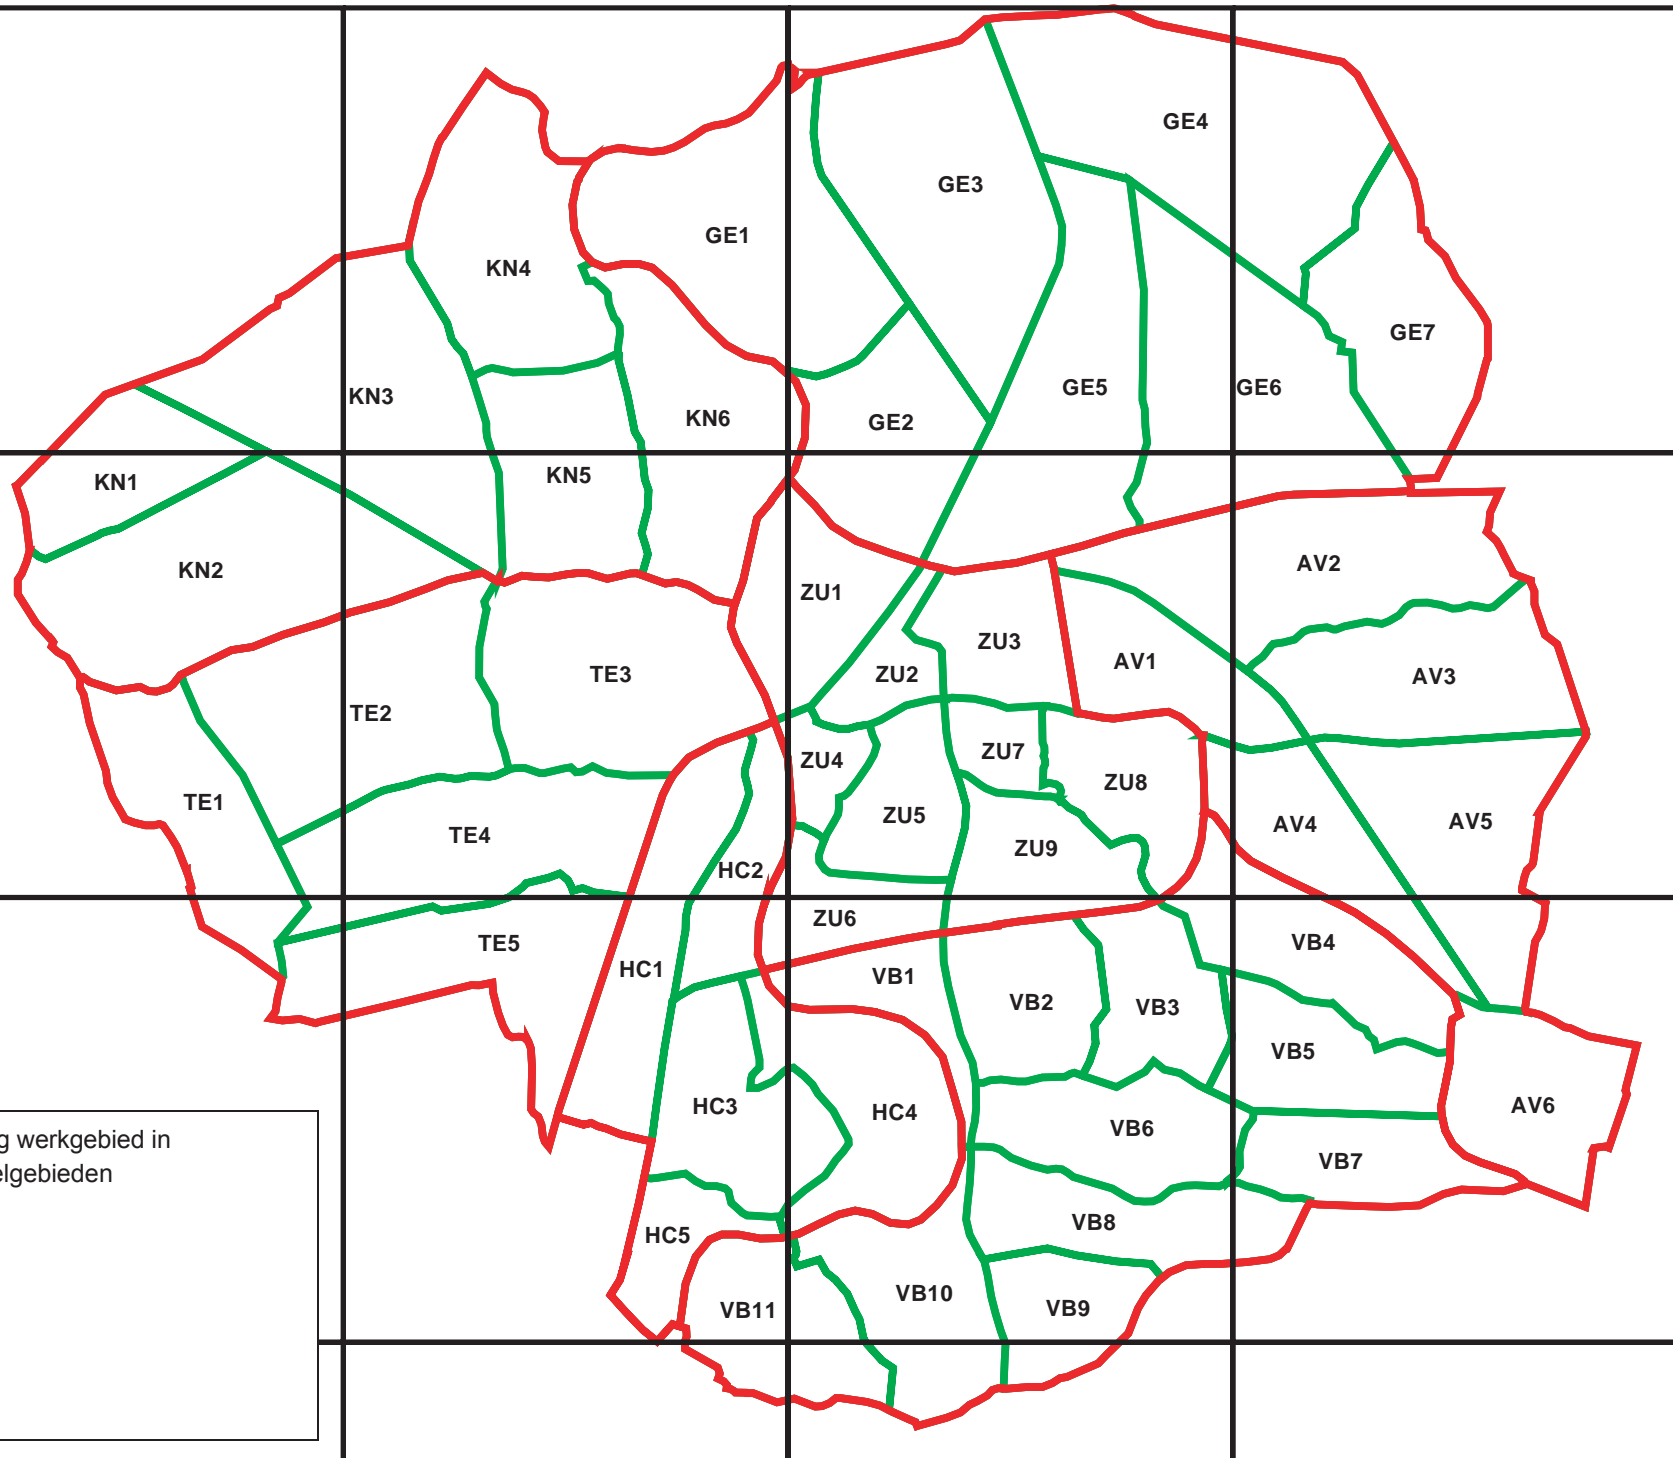 GE4
GE3
GE1
KN4
GE7
GE5
GE6
KN3
KN6
GE2
KN5
KN1
AV2
KN2
ZU1
ZU3
AV1
TE3
ZU2
AV3
TE2
ZU7
ZU4
ZU8
TE1
ZU5
AV5
AV4
TE4
ZU9
HC2
ZU6
TE5
VB4
HC1
VB1
VB2
VB3
VB5
HC3
HC4
AV6
VB6
g werkgebied in
VB7
elgebieden
VB8
HC5
VB10
VB9
VB11